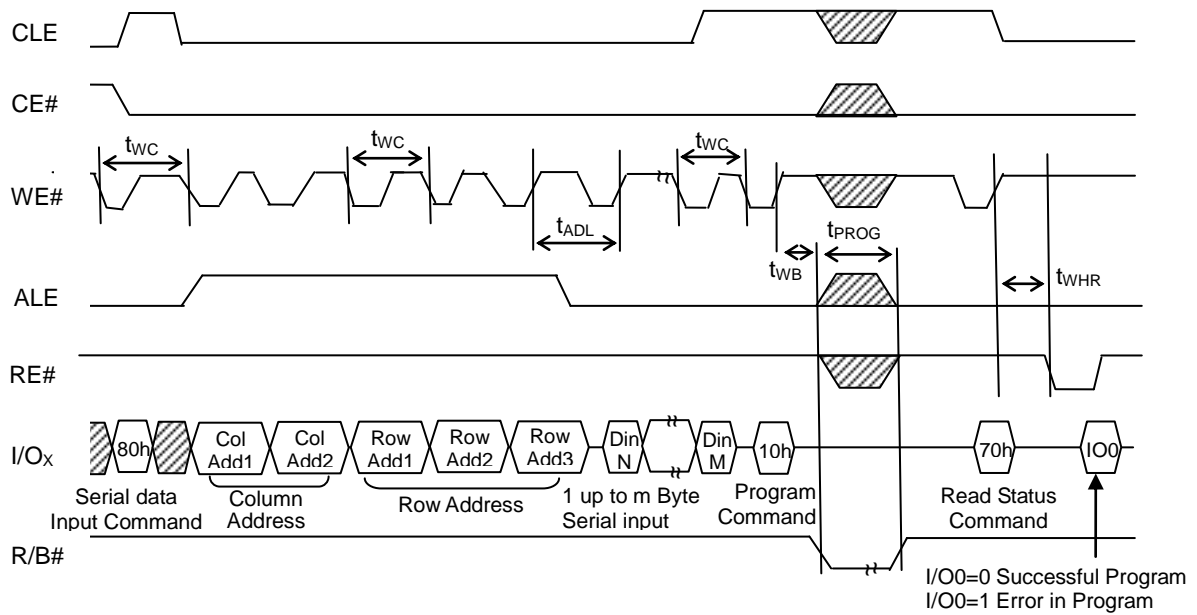 CLE
CE#
tWC
tWC
tWC
WE#
tADL
tPROG
tWB
tWHR
ALE
RE#
I/OX
80h
Col Add1
Col Add2
Row Add1
Row Add2
Row Add3
Din N
Din M
10h
70h
IO0
Serial data
Input Command
Column
Address
Row Address
1 up to m Byte
Serial input
Program
Command
Read Status
Command
R/B#
I/O0=0 Successful Program
I/O0=1 Error in Program